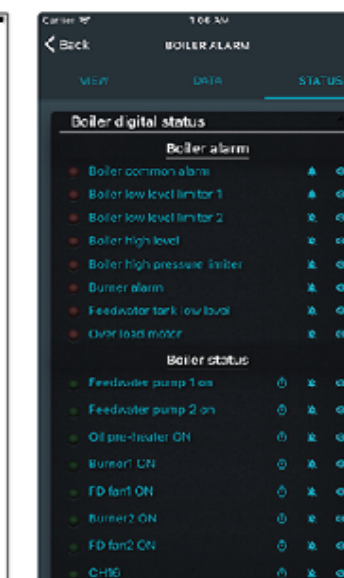 Carrier 1:06 AM
Back BOILER ALARM
VIEW DATA STATUS
Boiler digital status
Boiler alarm
Boiler common alarm
Boiler low level limiter 1
Boiler low level limiter 2
Boiler high level
Boiler high pressure limiter
Burner alarm
Feedwater tank low level
Over load motor
Boiler status
Feedwater pump 1 on
Feedwater pump 2 on
Oil pre-heater ON
Burner1 ON
FD fan1 ON
Burner2 ON
FD fan2 ON
CH16